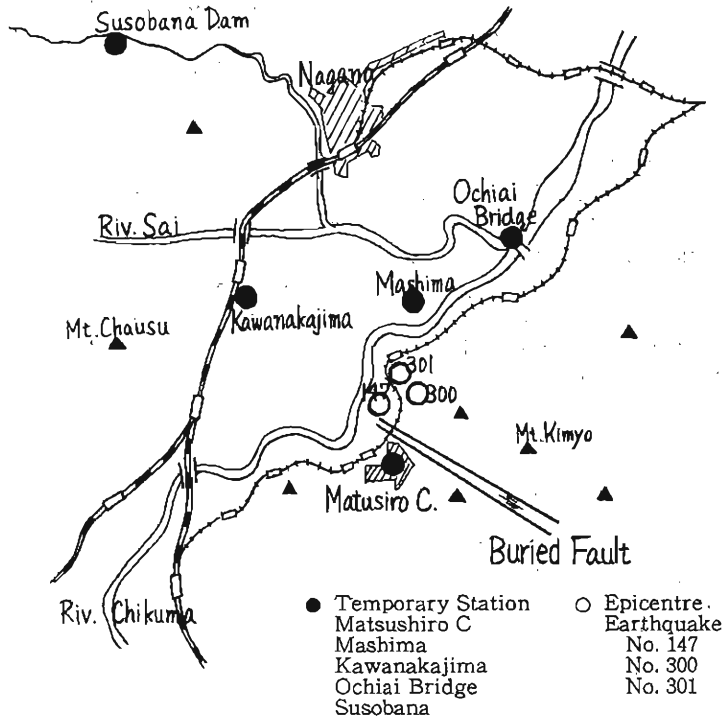 Susobana Dam
Nagano
Ochiai
Bridge
Riv. Sai
Mashima
Kawanakajima
Mt. Chausu
301
147
300
Mt. Kimyo
Matusiro C.
Buried Fault
Riv. Chikuma
Temporary Station
Matsushiro C
Mashima
Kawanakajima
Ochiai Bridge
Susobana
Epicentre.
Earthquake
No. 147
No. 300
No. 301